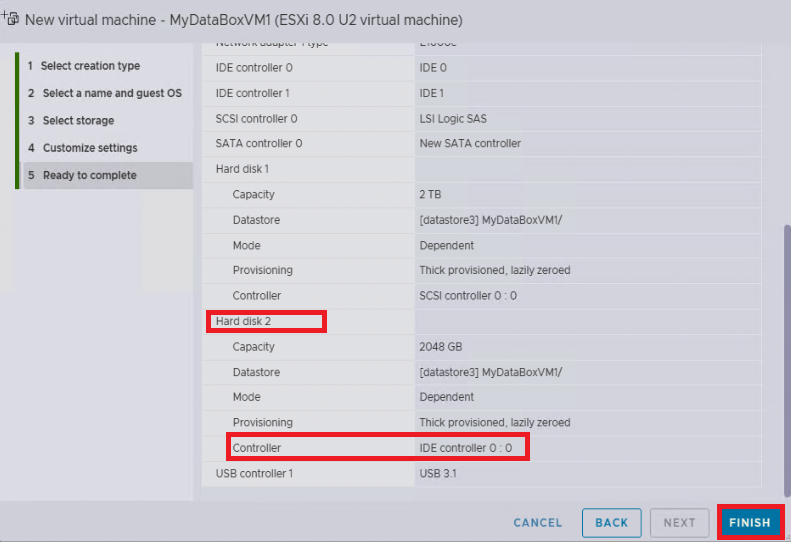 New virtual machine - MyDataBoxVM1 (ESXi 8.0 U2 virtual machine)
1 Select creation type
2 Select a name and guest OS
3 Select storage
4 Customize settings
5 Ready to complete
Network adapter 1 type E1000e
IDE controller 0 IDE 0
IDE controller 1 IDE 1
SCSI controller 0 LSI Logic SAS
SATA controller 0 New SATA controller
Hard disk 1
Capacity 2 TB
Datastore [datastore3] MyDataBoxVM1/
Mode Dependent
Provisioning Thick provisioned, lazily zeroed
Controller SCSI controller 0 : 0
Hard disk 2
Capacity 2048 GB
Datastore [datastore3] MyDataBoxVM1/
Mode Dependent
Provisioning Thick provisioned, lazily zeroed
Controller IDE controller 0 : 0
USB controller 1 USB 3.1
CANCEL BACK NEXT FINISH